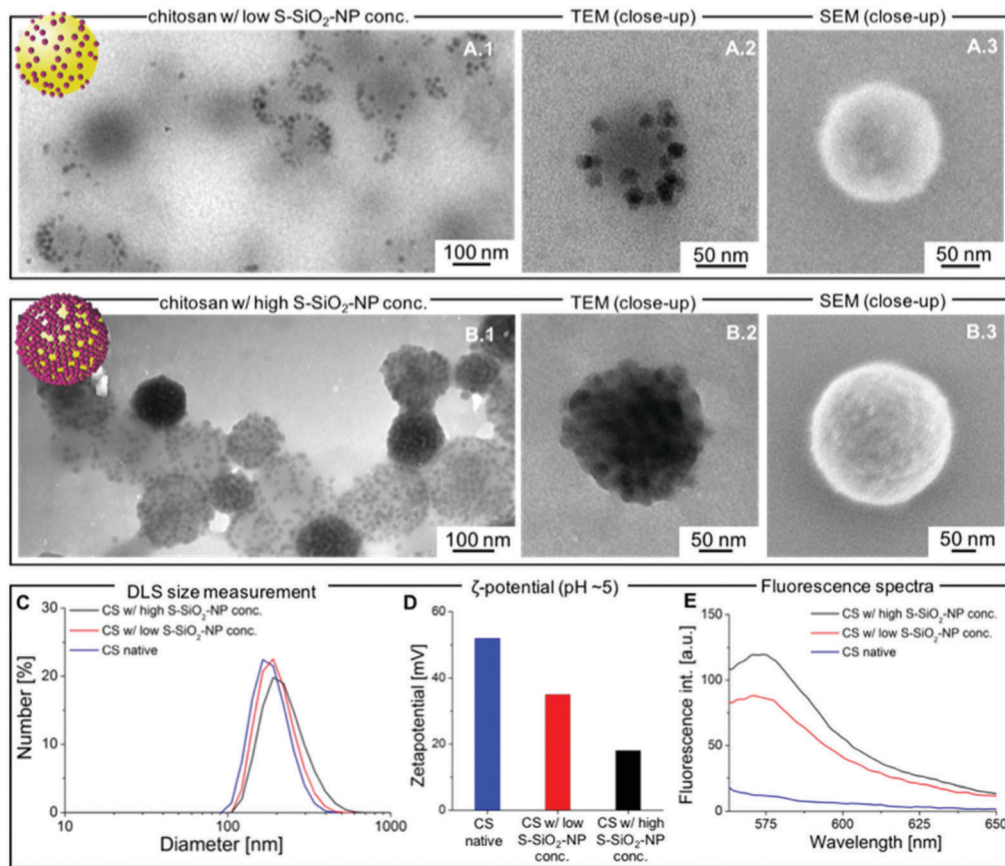 chitosan w/ low S-SiO₂-NP conc.
TEM (close-up)
SEM (close-up)
A.1
A.2
A.3
100 nm
50 nm
50 nm
chitosan w/ high S-SiO₂-NP conc.
TEM (close-up)
SEM (close-up)
B.1
B.2
B.3
100 nm
50 nm
50 nm
C
DLS size measurement
30
20
10
0
Number [%]
CS w/ high S-SiO₂-NP conc.
CS w/ low S-SiO₂-NP conc.
CS native
10
100
1000
Diameter [nm]
D
ζ-potential (pH ~5)
60
40
20
0
Zetapotential [mV]
CS
native
CS w/ low
S-SiO₂-NP
conc.
CS w/ high
S-SiO₂-NP
conc.
Fluorescence spectra
E
150
100
50
0
Fluorescence int. [a.u.]
CS w/ high S-SiO₂-NP conc.
CS w/ low S-SiO₂-NP conc.
CS native
575
600
625
650
Wavelength [nm]